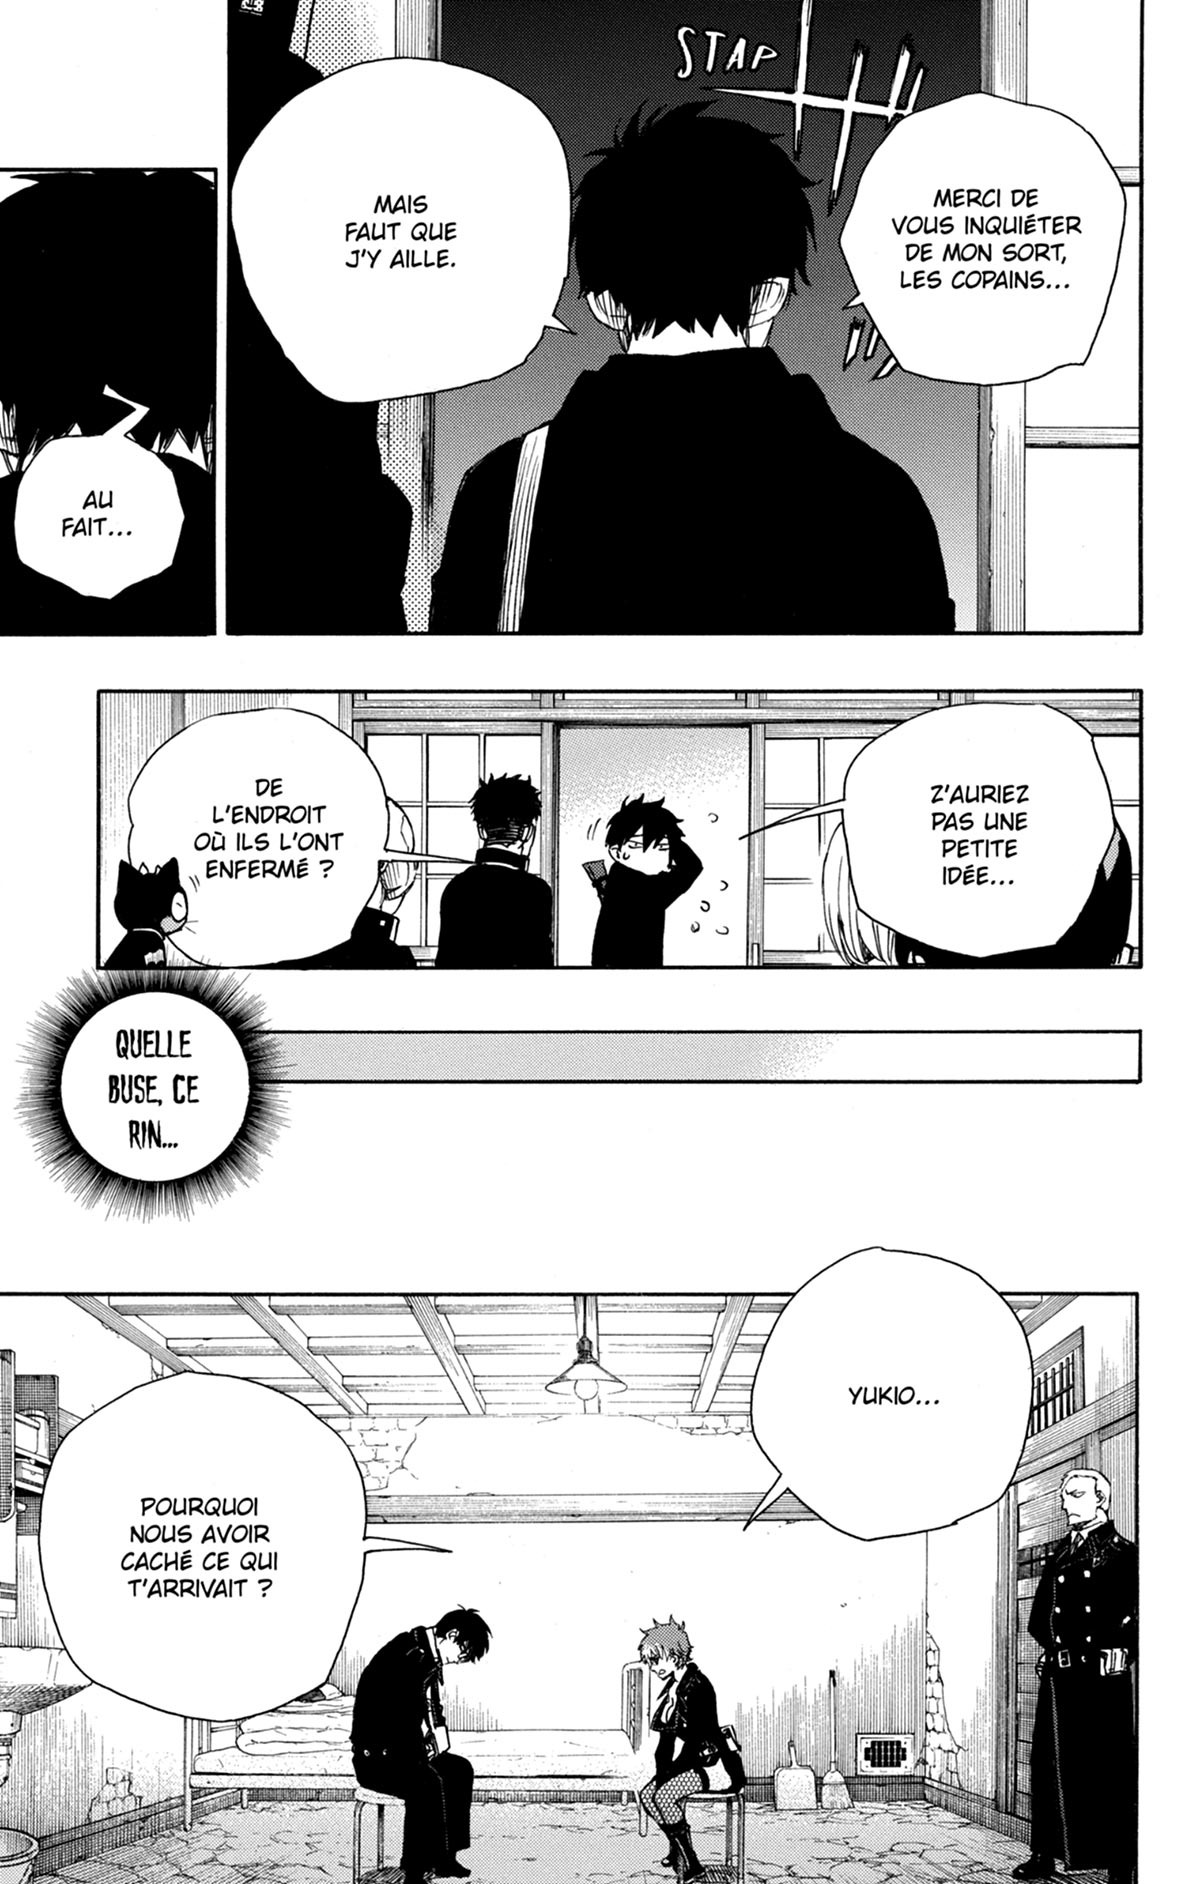 STAP
MERCI DE
VOUS INQUIÉTER
DE MON SORT,
LES COPAINS...
MAIS
FAUT QUE
J'Y AILLE.
AU
FAIT...
Z'AURIEZ
PAS UNE
PETITE
IDÉE...
DE
L'ENDROIT
OÙ ILS L'ONT
ENFERMÉ ?
QUELLE
BUSE, CE
RIN...
YUKIO...
POURQUOI
NOUS AVOIR
CACHÉ CE QUI
T'ARRIVAIT ?